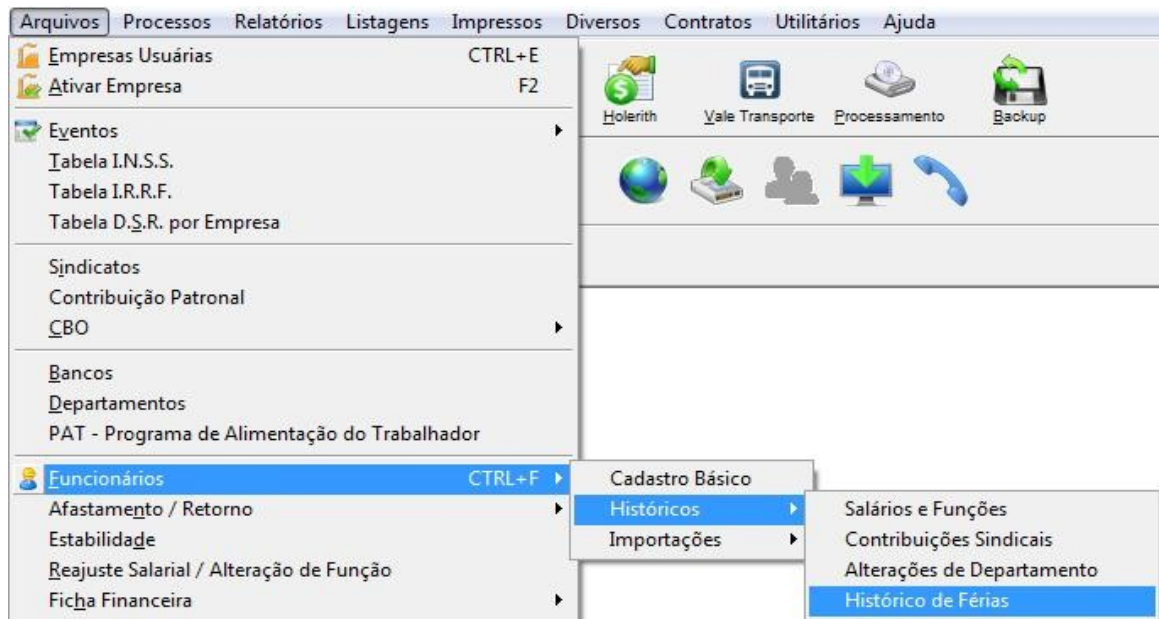 Arquivos Processos Relatórios Listagens Impressos Diversos Contratos Utilitários Ajuda
Empresas Usuárias CTRL+E
Ativar Empresa F2
Holerith Vale Transporte Processamento Backup
Eventos
Tabela I.N.S.S.
Tabela I.R.R.F.
Tabela D.S.R. por Empresa
Sindicatos
Contribuição Patronal
CBO
Bancos
Departamentos
PAT - Programa de Alimentação do Trabalhador
Funcionários CTRL+F
Afastamento / Retorno
Estabilidade
Reajuste Salarial / Alteração de Função
Ficha Financeira
Cadastro Básico
Históricos
Importações
Salários e Funções
Contribuições Sindicais
Alterações de Departamento
Histórico de Férias